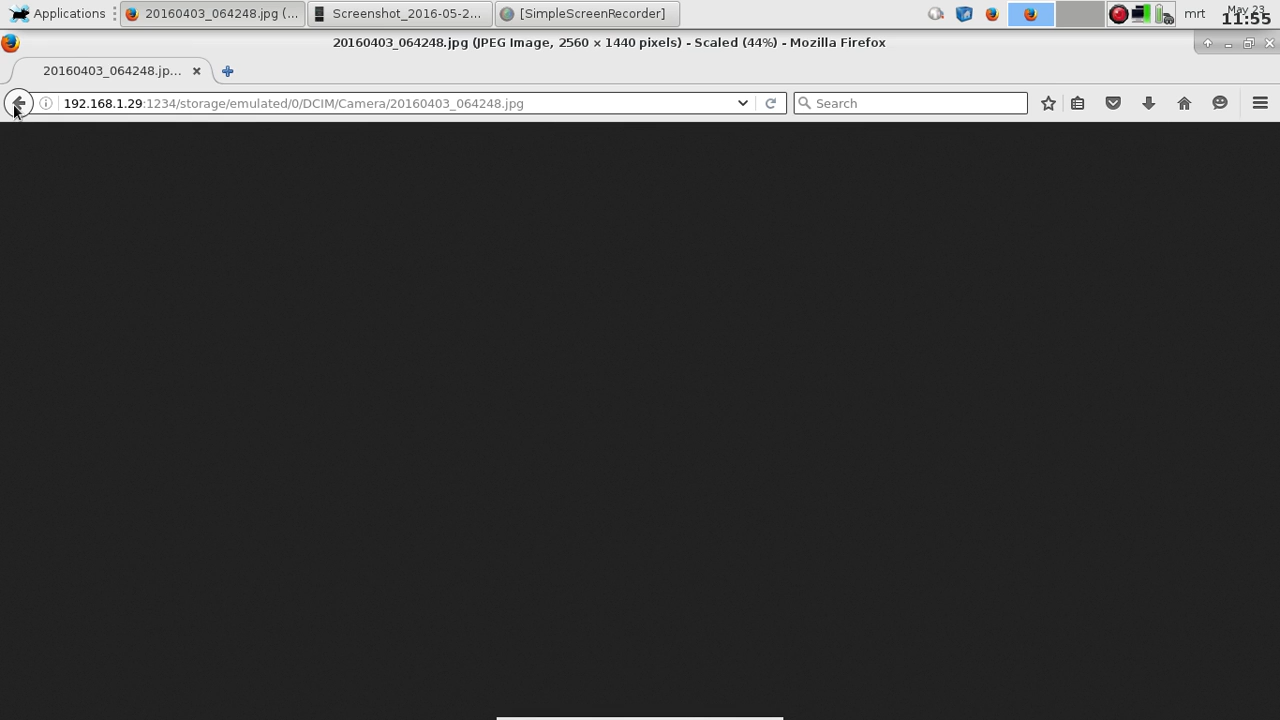 Applications 20160403_064248.jpg (... Screenshot_2016-05-2... [SimpleScreenRecorder] mrt May 23 11:55
20160403_064248.jpg (JPEG Image, 2560 × 1440 pixels) - Scaled (44%) - Mozilla Firefox
20160403_064248.jp...
192.168.1.29:1234/storage/emulated/0/DCIM/Camera/20160403_064248.jpg Search